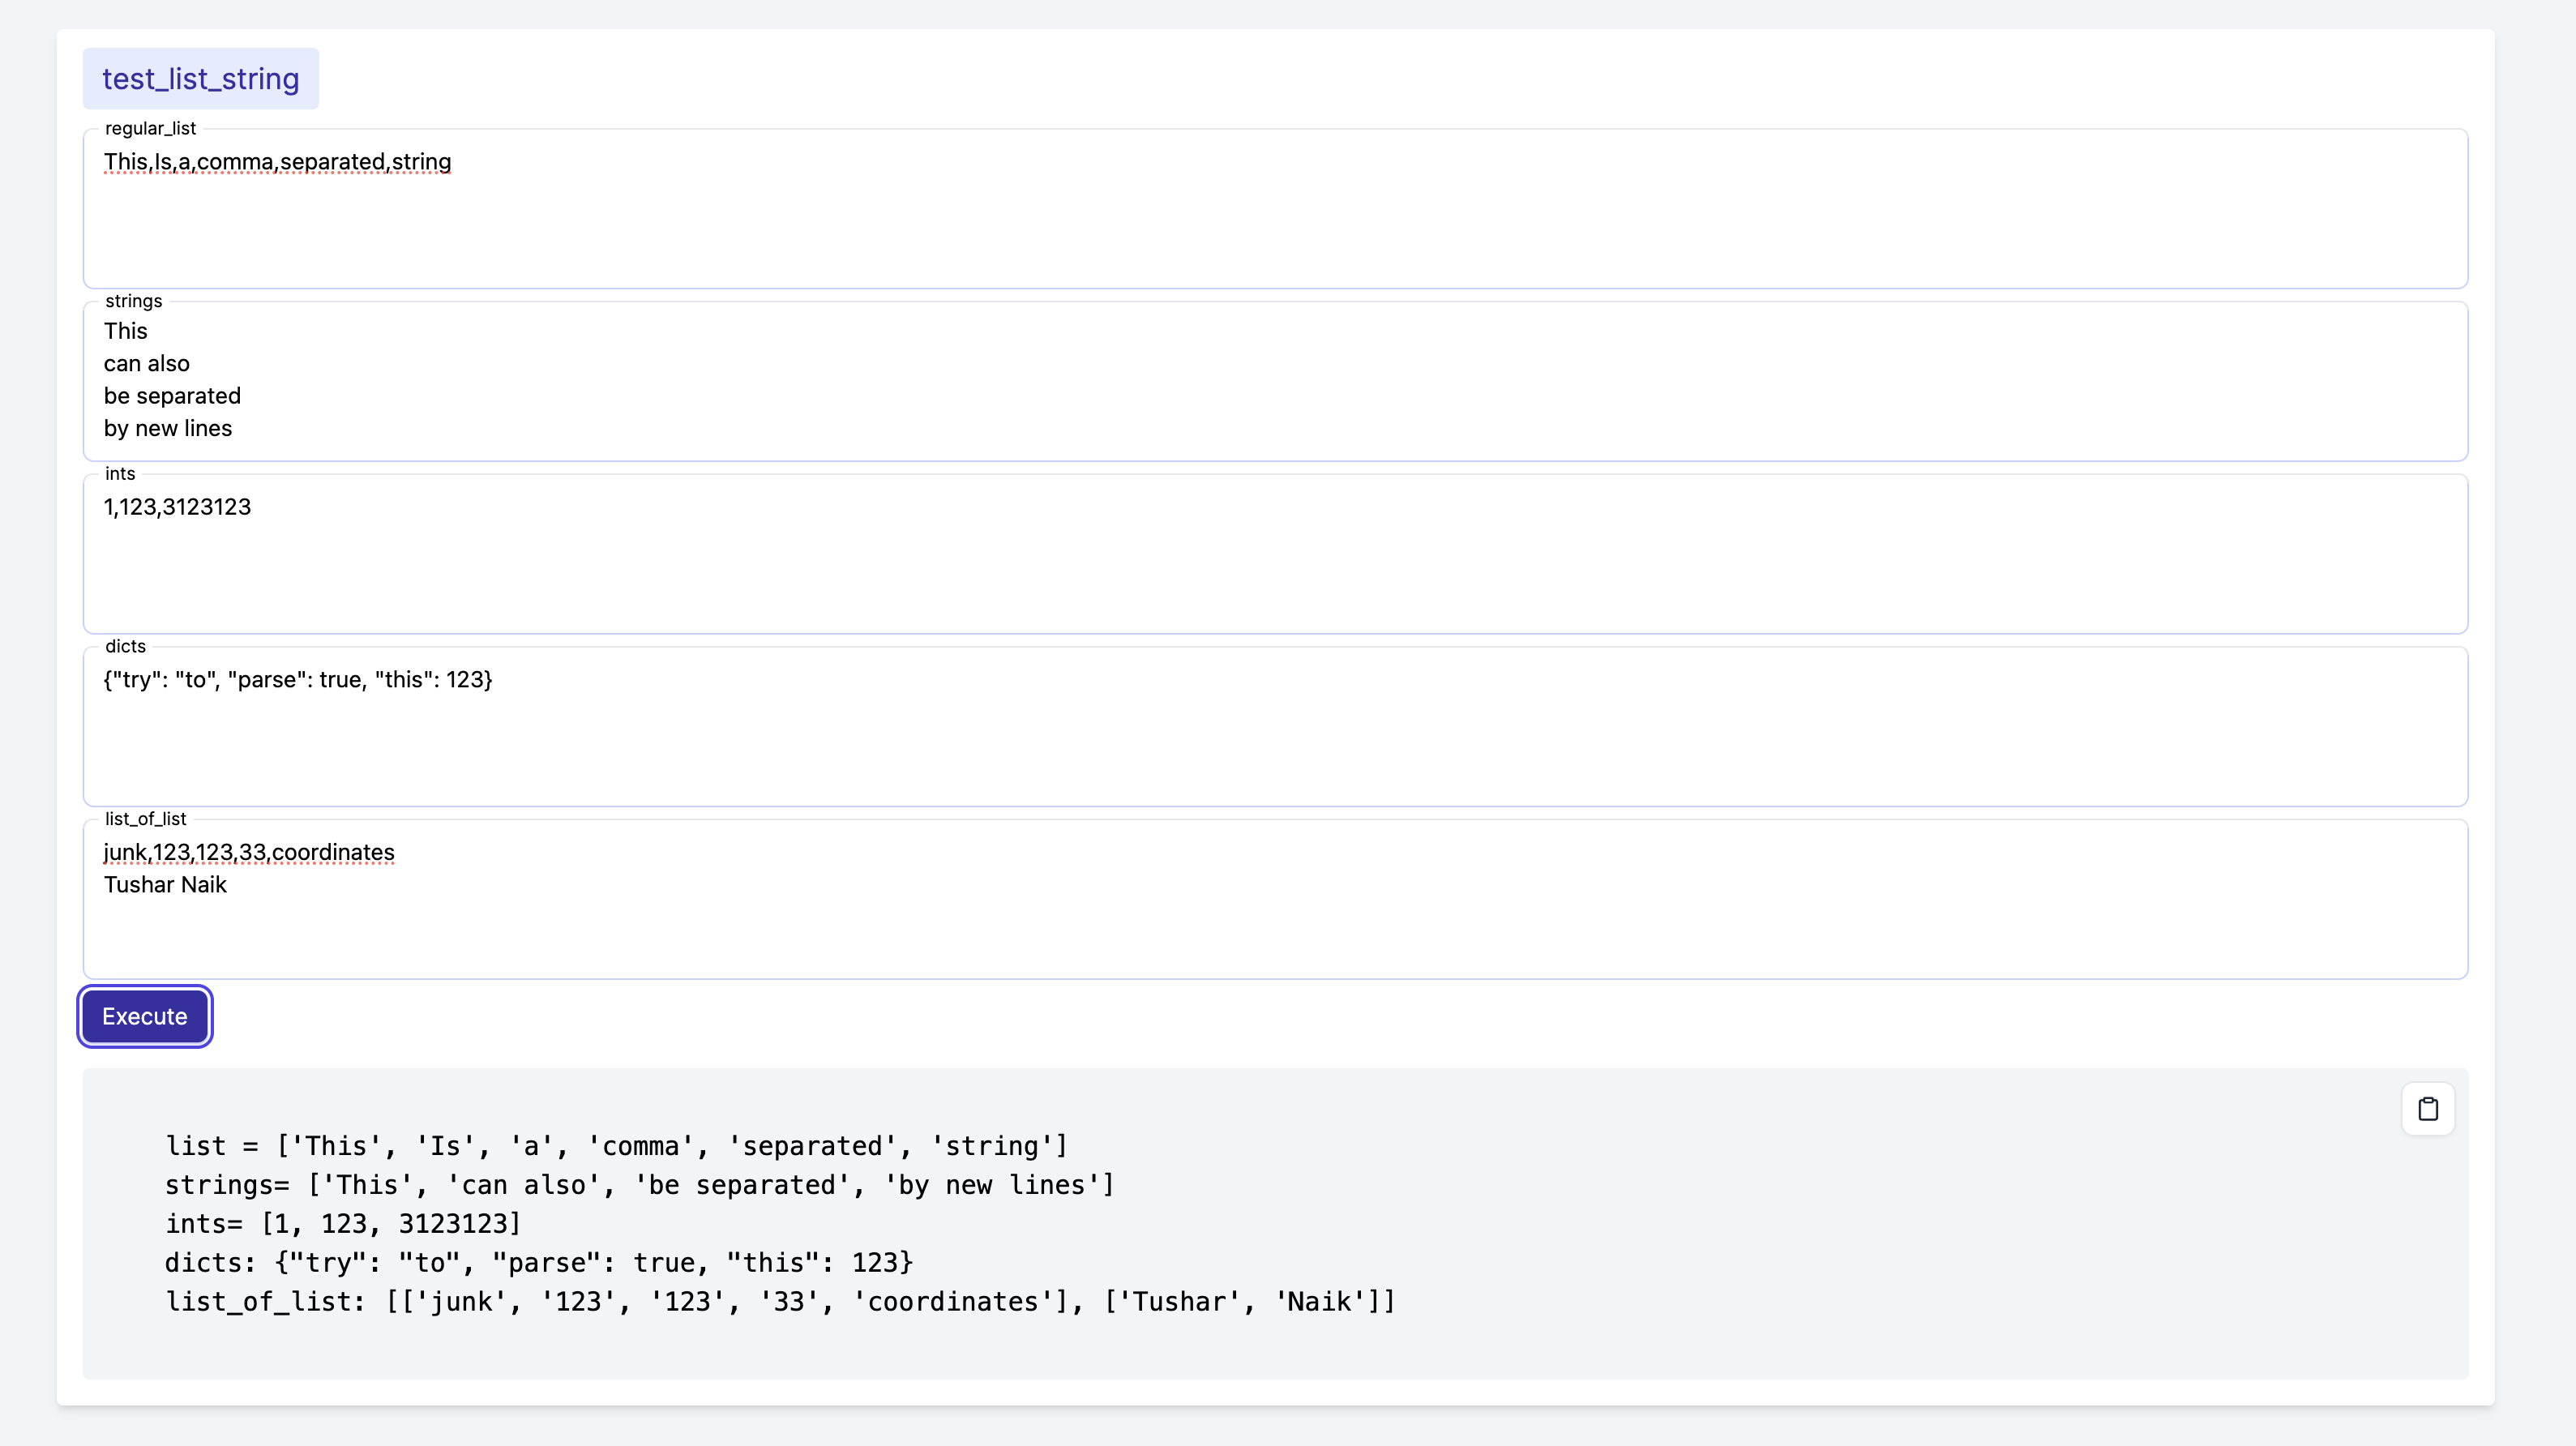 test_list_string
regular_list
This,Is,a,comma,separated,string
strings
This
can also
be separated
by new lines
ints
1,123,3123123
dicts
{"try": "to", "parse": true, "this": 123}
list_of_list
junk,123,123,33,coordinates
Tushar Naik
Execute
list = ['This', 'Is', 'a', 'comma', 'separated', 'string']
strings= ['This', 'can also', 'be separated', 'by new lines']
ints= [1, 123, 3123123]
dicts: {"try": "to", "parse": true, "this": 123}
list_of_list: [['junk', '123', '123', '33', 'coordinates'], ['Tushar', 'Naik']]